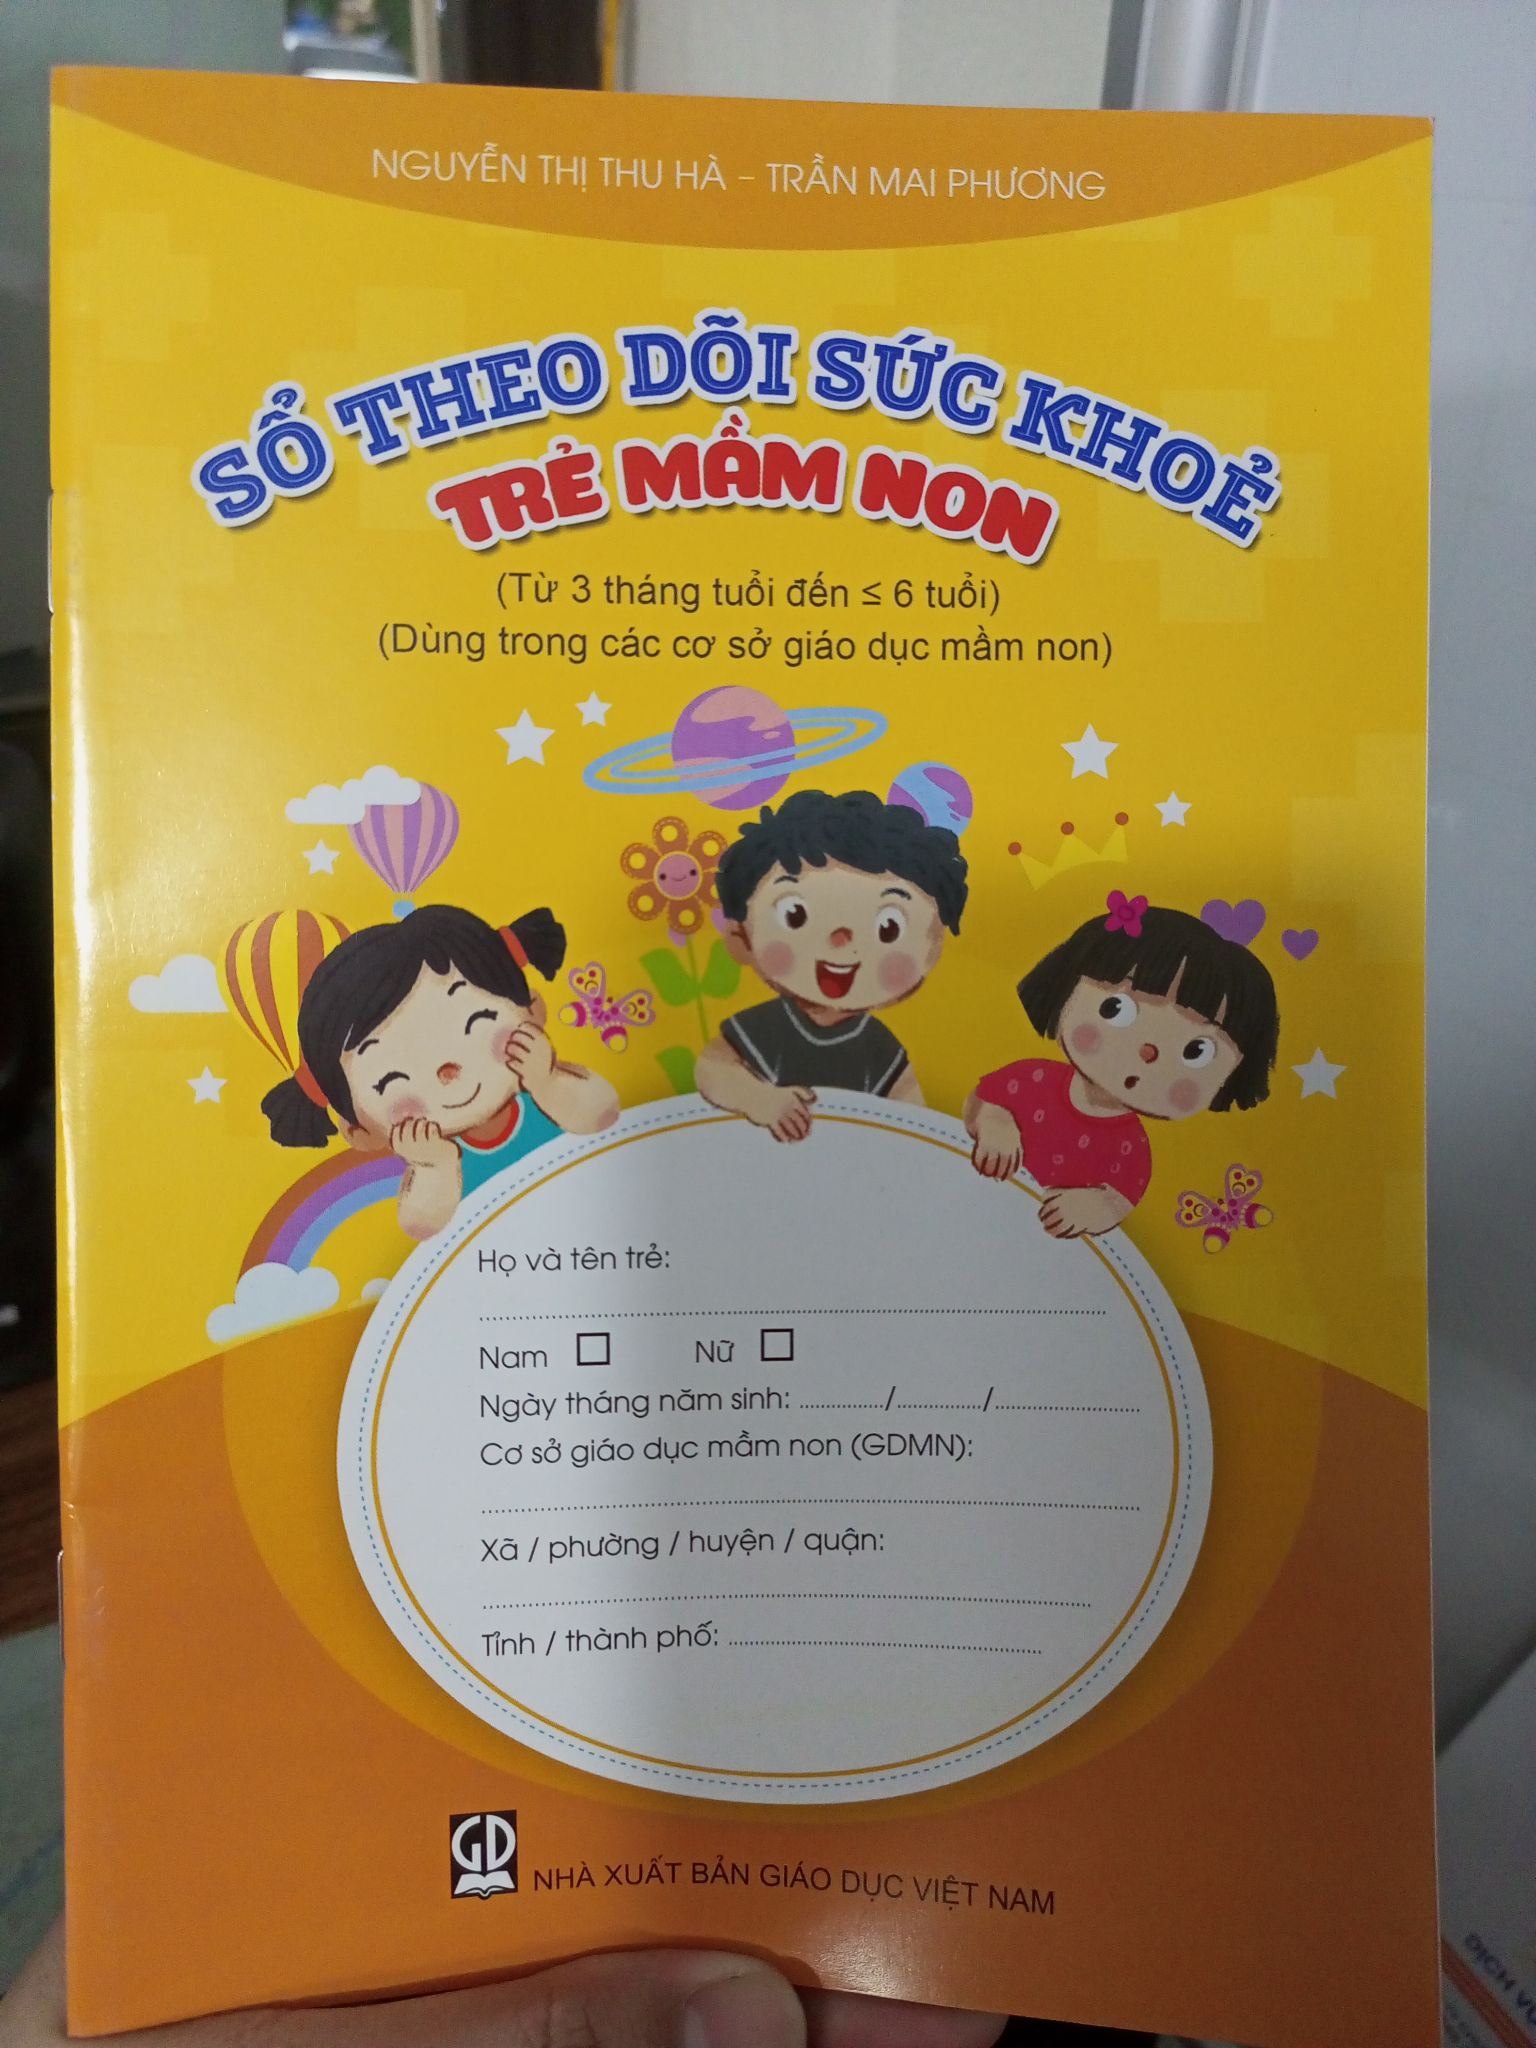 NGUYỄN THỊ THU HÀ – TRẦN MAI PHƯƠNG
SỔ THEO DÕI SỨC KHOẺ
TRẺ MẦM NON
(Từ 3 tháng tuổi đến ≤ 6 tuổi)
(Dùng trong các cơ sở giáo dục mầm non)
Họ và tên trẻ:
Nam ☐ Nữ ☐
Ngày tháng năm sinh: ................/................/...........................
Cơ sở giáo dục mầm non (GDMN):
Xã / phường / huyện / quận:
Tỉnh / thành phố: ............................................................
GD
NHÀ XUẤT BẢN GIÁO DỤC VIỆT NAM
DỊCH